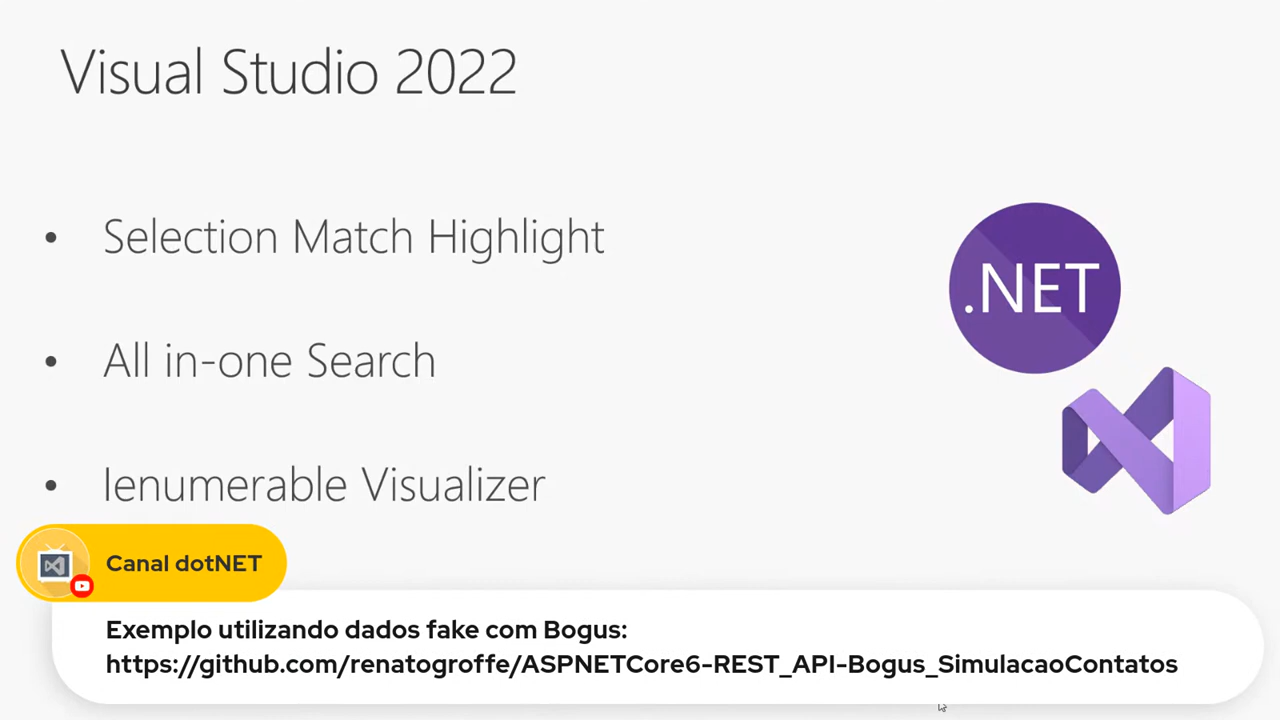 Visual Studio 2022
• Selection Match Highlight
• All in-one Search
• Ienumerable Visualizer
.NET
Canal dotNET
Exemplo utilizando dados fake com Bogus:
https://github.com/renatogroffe/ASPNETCore6-REST_API-Bogus_SimulacaoContatos